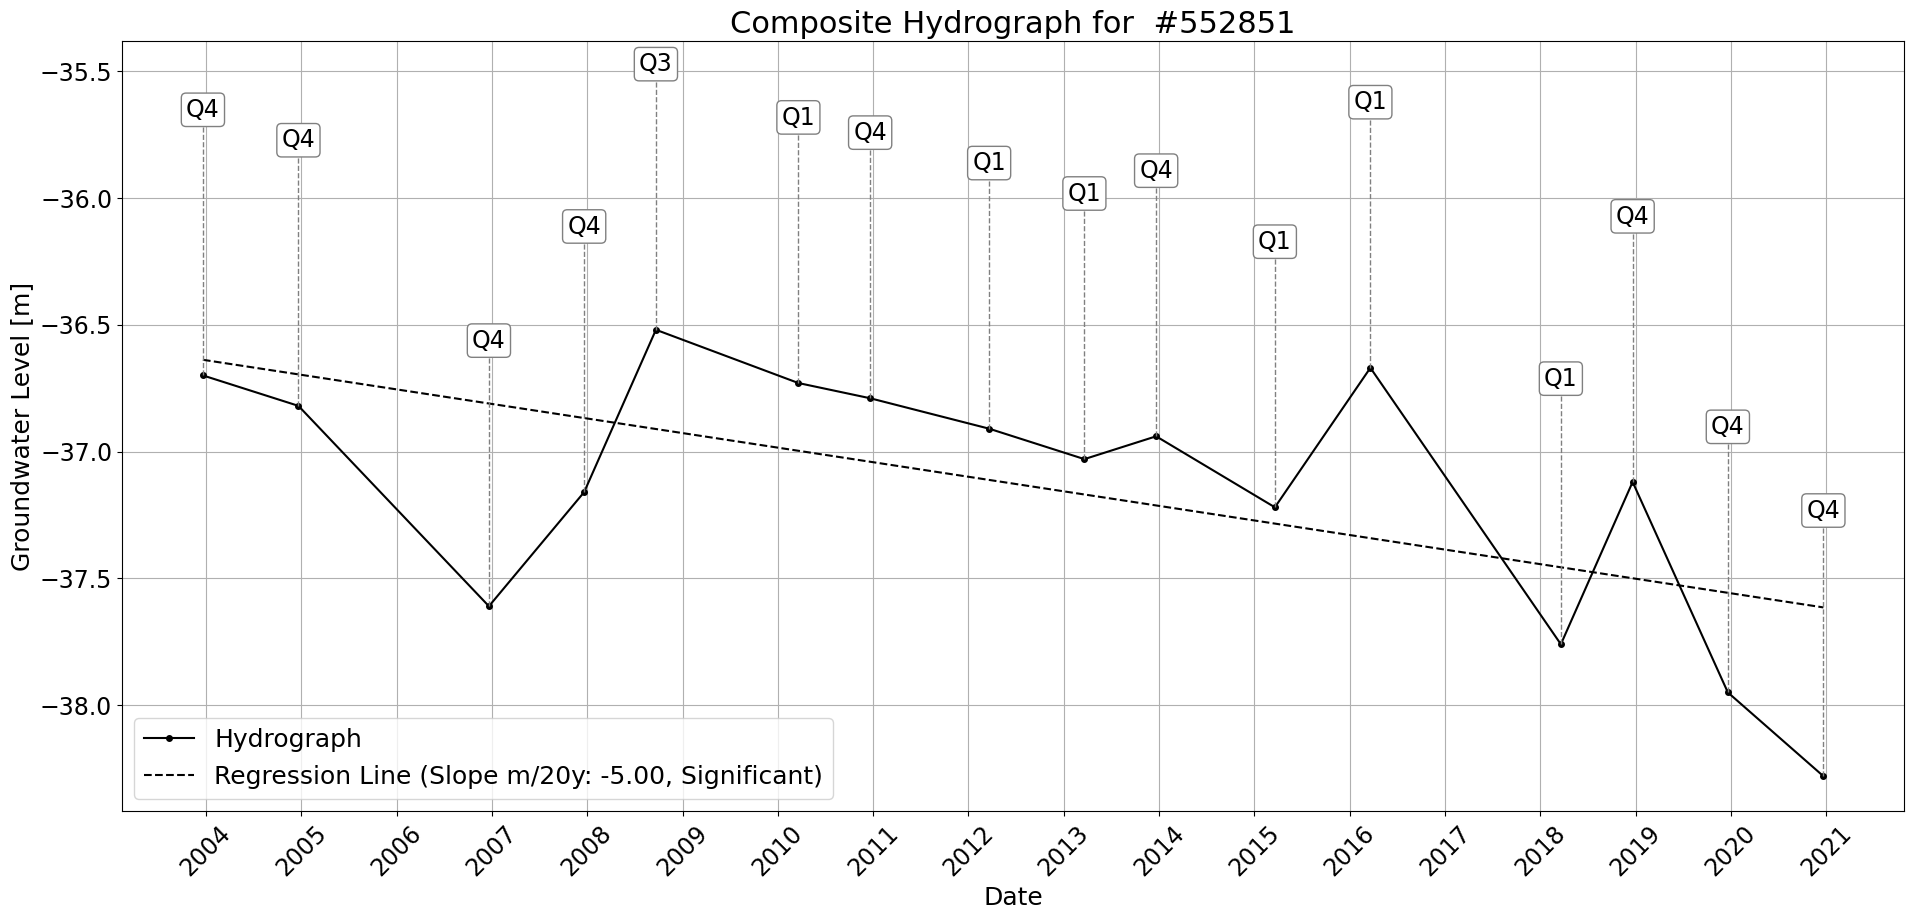 Composite Hydrograph for  #552851
Groundwater Level [m]
−35.5
−36.0
−36.5
−37.0
−37.5
−38.0
Q4
Q4
Q4
Q4
Q3
Q1
Q4
Q1
Q1
Q4
Q1
Q1
Q1
Q4
Q4
Q4
Hydrograph
Regression Line (Slope m/20y: -5.00, Significant)
2004
2005
2006
2007
2008
2009
2010
2011
2012
2013
2014
2015
2016
2017
2018
2019
2020
2021
Date